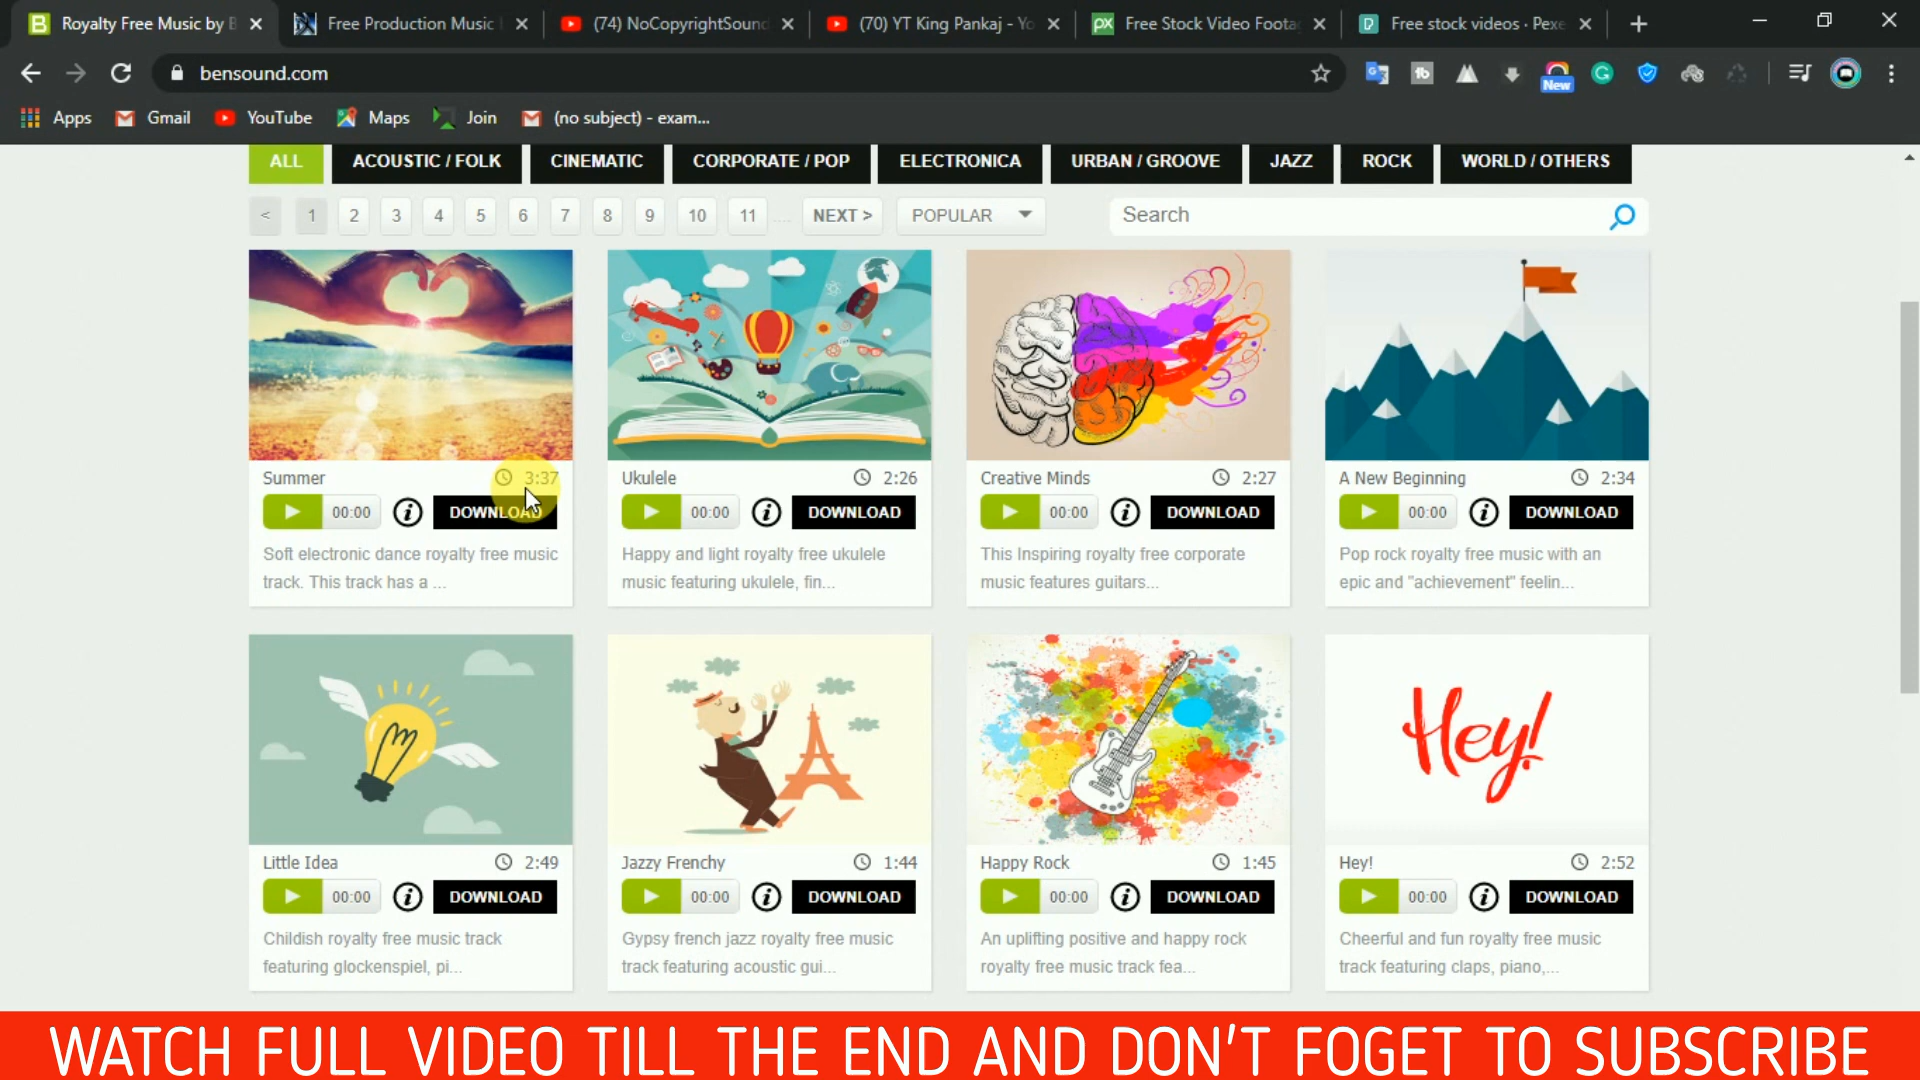 Royalty Free Music by B
Free Production Music
(74) NoCopyrightSound
(70) YT King Pankaj - Yo
Free Stock Video Foota
Free stock videos · Pexe
bensound.com
New
Apps
Gmail
YouTube
Maps
Join
(no subject) - exam...
ALL
ACOUSTIC / FOLK
CINEMATIC
CORPORATE / POP
ELECTRONICA
URBAN / GROOVE
JAZZ
ROCK
WORLD / OTHERS
< 1 2 3 4 5 6 7 8 9 10 11 .... NEXT >
POPULAR
Search
Summer 3:37
00:00 DOWNLOAD
Soft electronic dance royalty free music
track. This track has a ...
Ukulele 2:26
00:00 DOWNLOAD
Happy and light royalty free ukulele
music featuring ukulele, fin...
Creative Minds 2:27
00:00 DOWNLOAD
This Inspiring royalty free corporate
music features guitars...
A New Beginning 2:34
00:00 DOWNLOAD
Pop rock royalty free music with an
epic and "achievement" feelin...
Little Idea 2:49
00:00 DOWNLOAD
Childish royalty free music track
featuring glockenspiel, pi...
Jazzy Frenchy 1:44
00:00 DOWNLOAD
Gypsy french jazz royalty free music
track featuring acoustic gui...
Happy Rock 1:45
00:00 DOWNLOAD
An uplifting positive and happy rock
royalty free music track fea...
Hey!
Hey! 2:52
00:00 DOWNLOAD
Cheerful and fun royalty free music
track featuring claps, piano,...
WATCH FULL VIDEO TILL THE END AND DON'T FOGET TO SUBSCRIBE